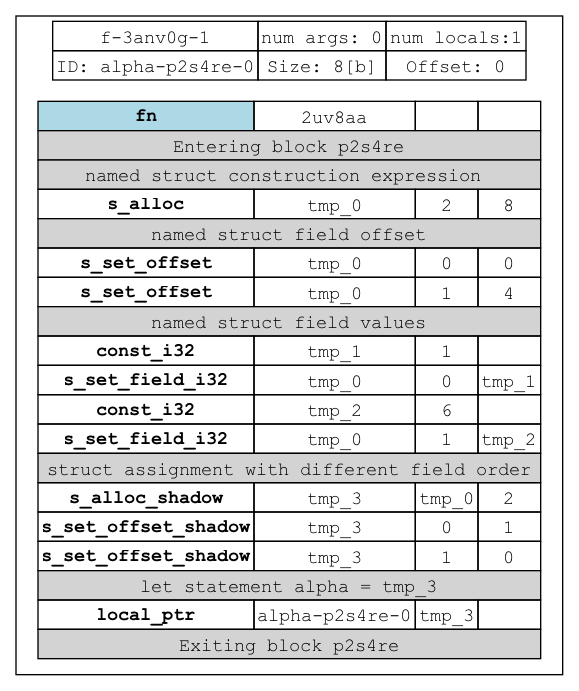 f-3anv0g-1 num args: 0 num locals:1
ID: alpha-p2s4re-0 Size: 8[b] Offset: 0
fn 2uv8aa
Entering block p2s4re
named struct construction expression
s_alloc tmp_0 2 8
named struct field offset
s_set_offset tmp_0 0 0
s_set_offset tmp_0 1 4
named struct field values
const_i32 tmp_1 1
s_set_field_i32 tmp_0 0 tmp_1
const_i32 tmp_2 6
s_set_field_i32 tmp_0 1 tmp_2
struct assignment with different field order
s_alloc_shadow tmp_3 tmp_0 2
s_set_offset_shadow tmp_3 0 1
s_set_offset_shadow tmp_3 1 0
let statement alpha = tmp_3
local_ptr alpha-p2s4re-0 tmp_3
Exiting block p2s4re